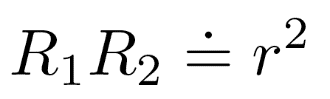 R₁R₂ ≐ r²